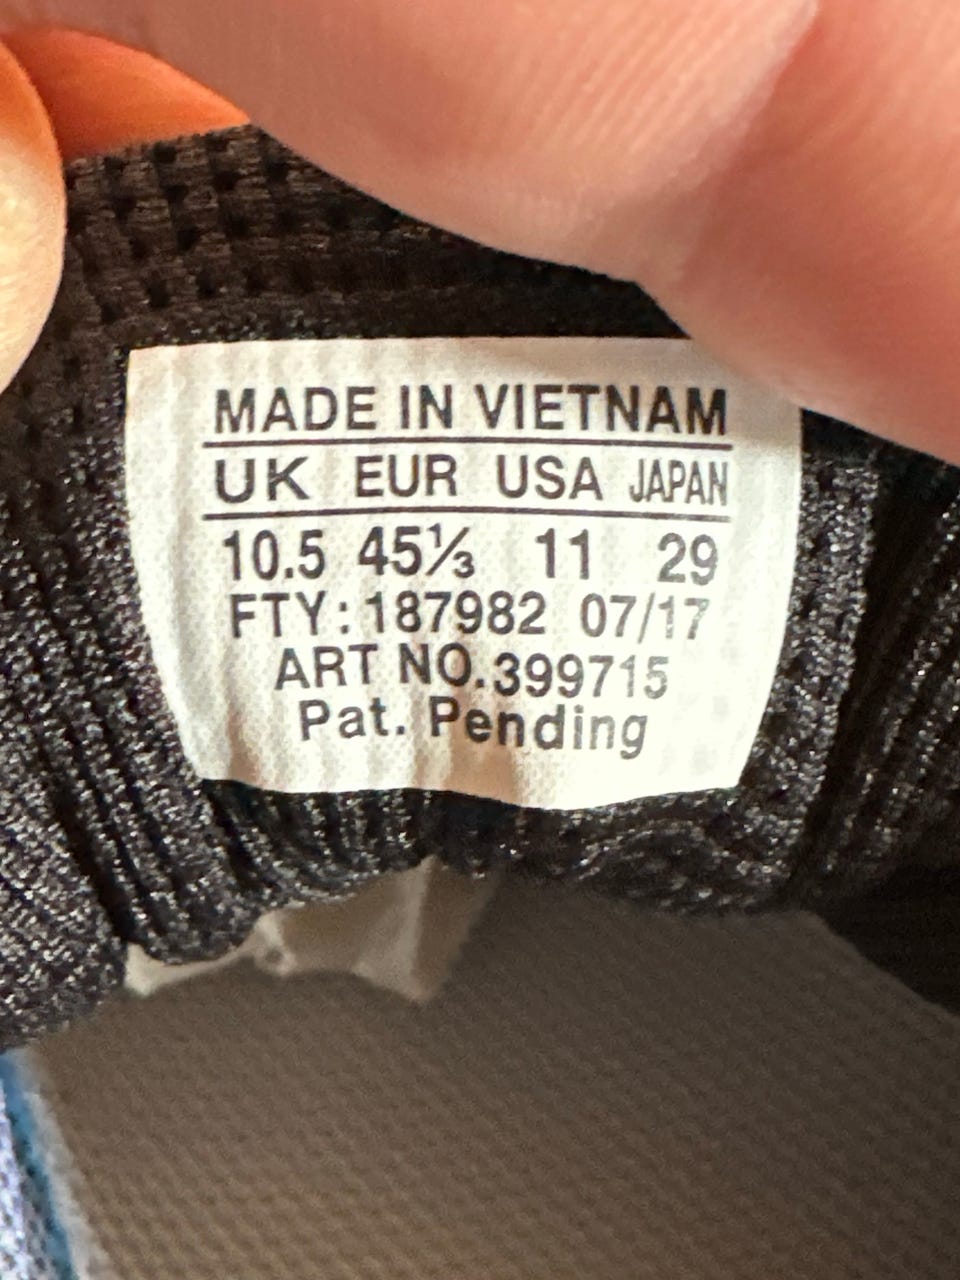 MADE IN VIETNAM
UK EUR USA JAPAN
10.5 45⅓ 11 29
FTY: 187982 07/17
ART NO. 399715
Pat. Pending